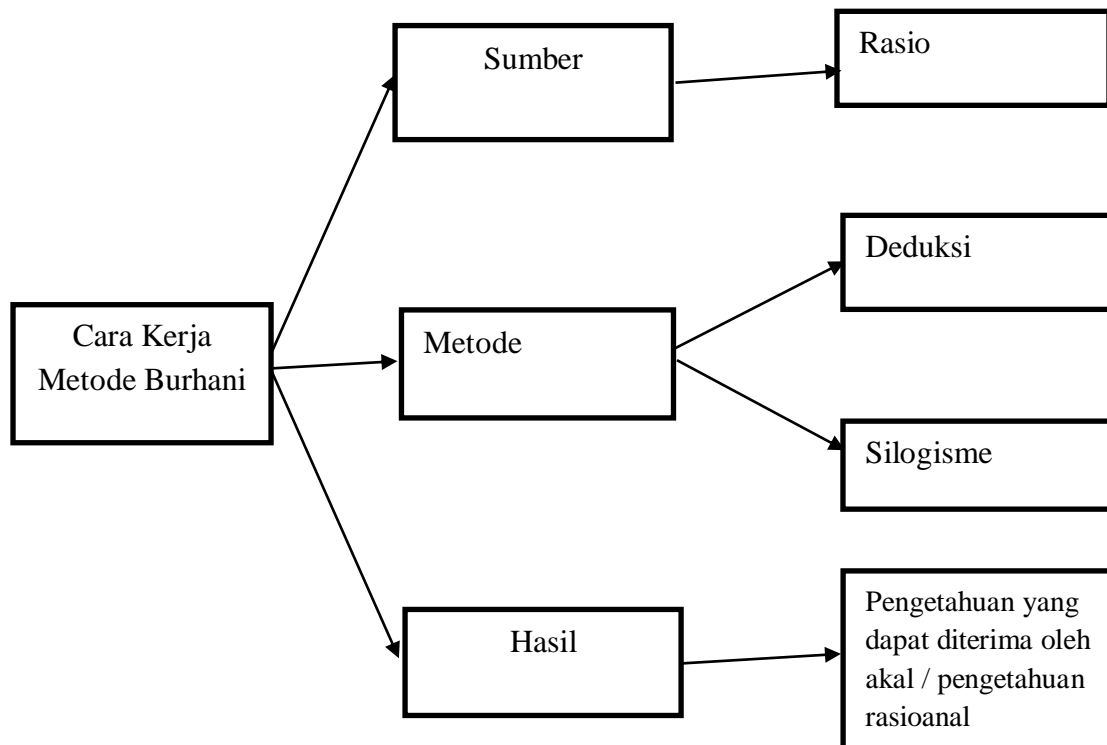 Sumber
Rasio
Cara Kerja
Metode Burhani
Metode
Deduksi
Silogisme
Hasil
Pengetahuan yang
dapat diterima oleh
akal / pengetahuan
rasioanal